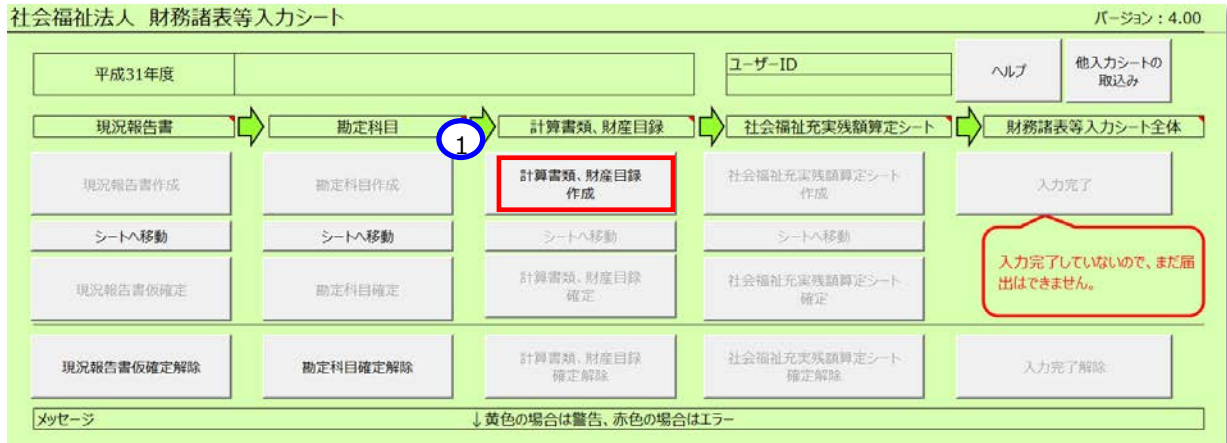 社会福祉法人 財務諸表等入力シート
バージョン：4.00
平成31年度
ユーザーID
ヘルプ
他入力シートの
取込み
現況報告書
勘定科目
1
計算書類、財産目録
社会福祉充実残額算定シート
財務諸表等入力シート全体
現況報告書作成
勘定科目作成
計算書類、財産目録
作成
社会福祉充実残額算定シート
作成
入力完了
シートへ移動
シートへ移動
シートへ移動
シートへ移動
入力完了していないので、まだ届
出はできません。
現況報告書仮確定
勘定科目確定
計算書類、財産目録
確定
社会福祉充実残額算定シート
確定
現況報告書仮確定解除
勘定科目確定解除
計算書類、財産目録
確定解除
社会福祉充実残額算定シート
確定解除
入力完了解除
メッセージ
↓黄色の場合は警告、赤色の場合はエラー